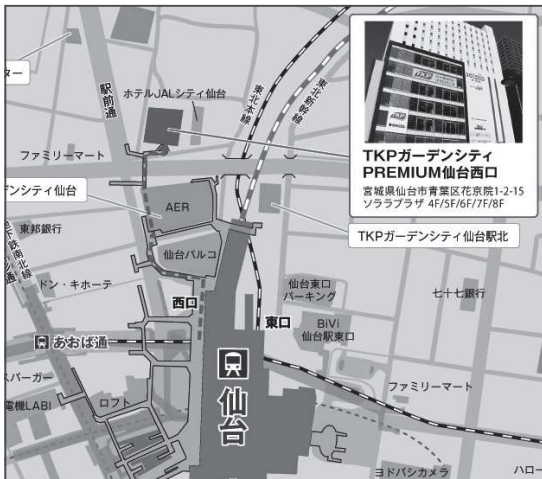 ター
ホテルJALシティ仙台
駅前通
東北本線
東北新幹線
TKP
TKPガーデンシティ
PREMIUM仙台西口
宮城県仙台市青葉区花京院1-2-15
ソララプラザ 4F/5F/6F/7F/8F
ファミリーマート
デンシティ仙台
AER
TKPガーデンシティ仙台駅北
東邦銀行
仙台パルコ
地下鉄南北線
ドン・キホーテ
西口
仙台東口
パーキング
七十七銀行
東口
BiVi
仙台駅東口
あおば通
仙台
スバーガー
電機LABI
ロフト
ファミリーマート
ヨドバシカメラ
ハロー